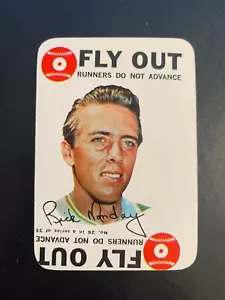 FLY OUT
RUNNERS DO NOT ADVANCE
Rick Monday
No. 26 in a series of 33
RUNNERS DO NOT ADVANCE
FLY OUT